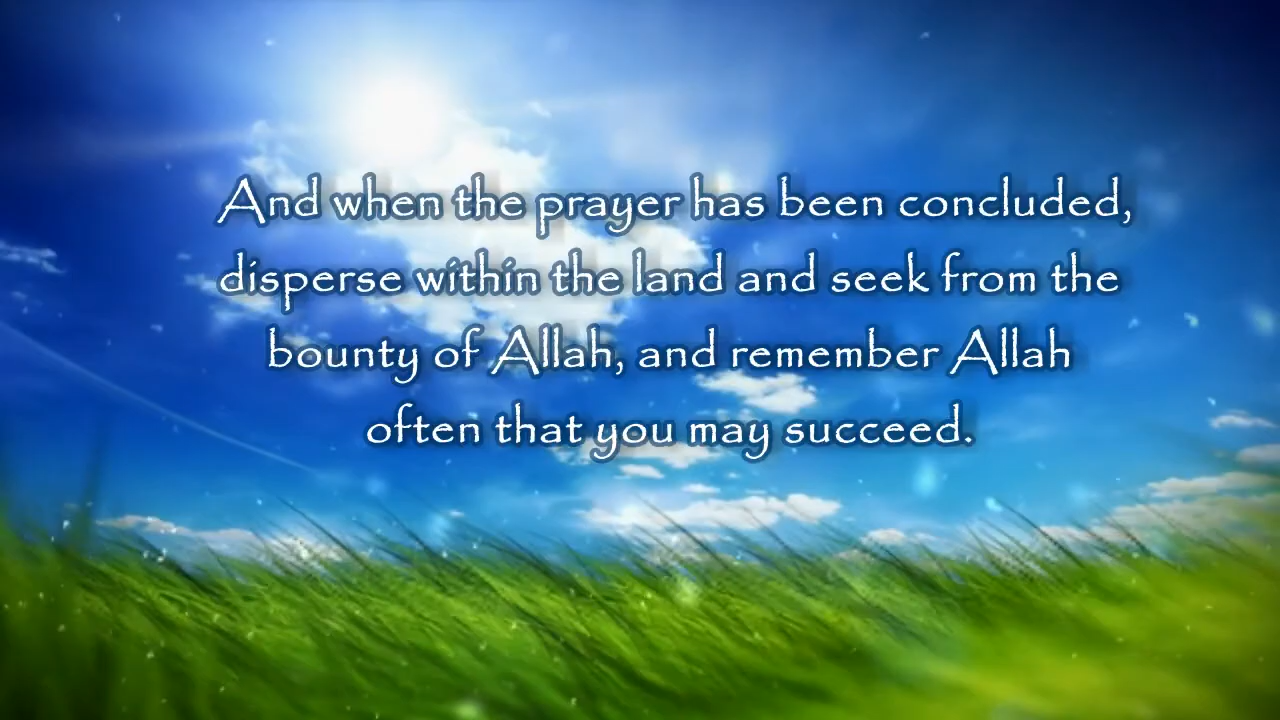 And when the prayer has been concluded,
disperse within the land and seek from the
bounty of Allah, and remember Allah
often that you may succeed.